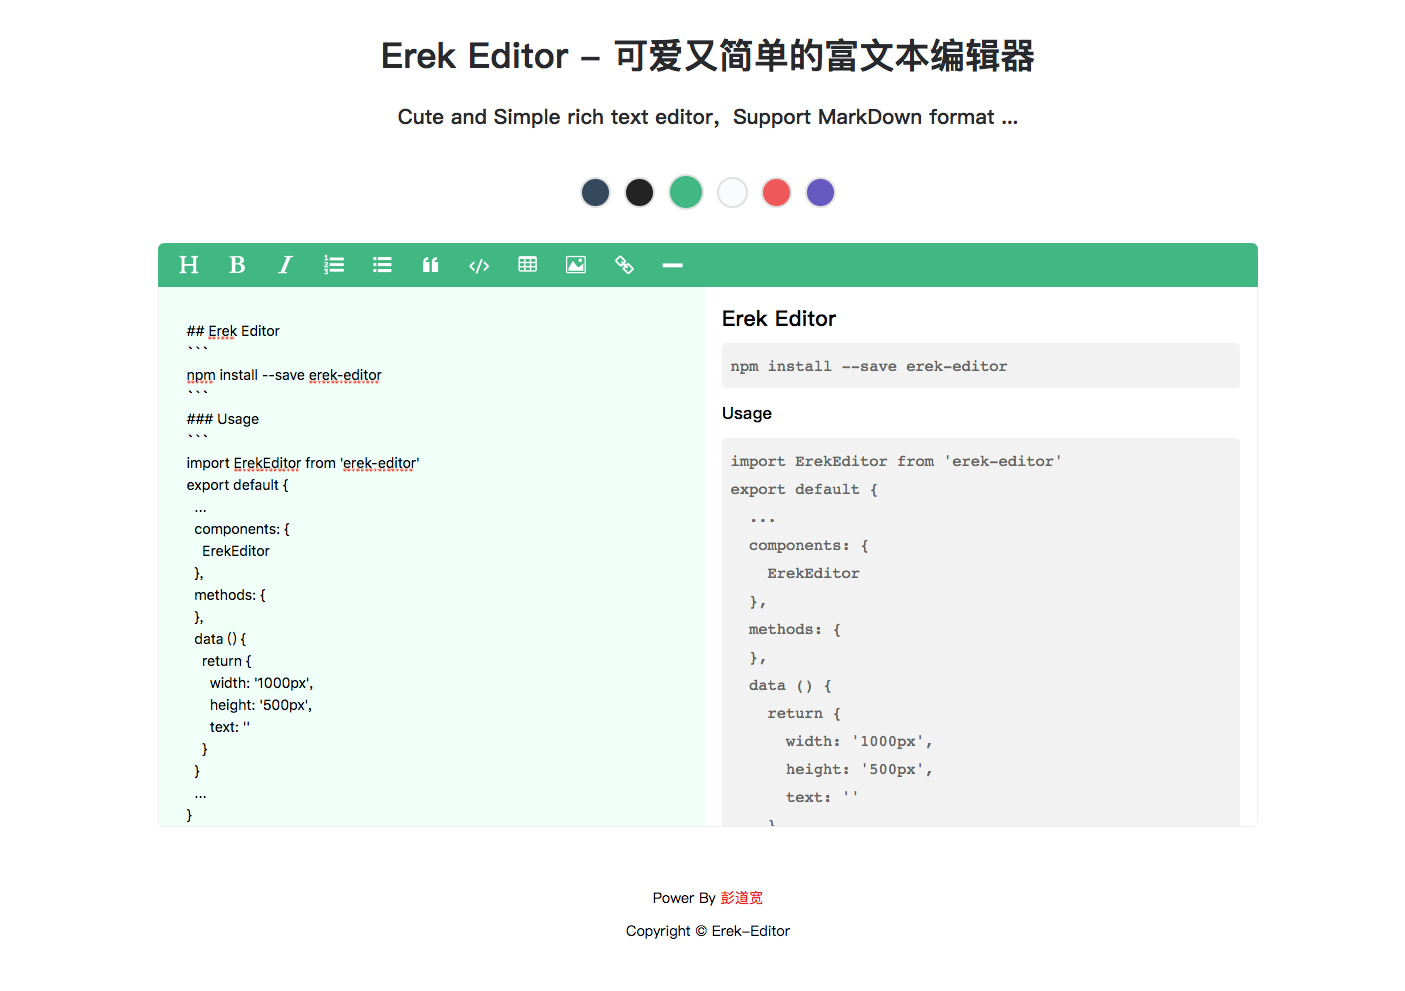 Erek Editor – 可爱又简单的富文本编辑器
Cute and Simple rich text editor，Support MarkDown format ...
H B I
## Erek Editor
```
npm install --save erek-editor
```
### Usage
```
import ErekEditor from 'erek-editor'
export default {
  ...
  components: {
    ErekEditor
  },
  methods: {
  },
  data () {
    return {
      width: '1000px',
      height: '500px',
      text: ''
    }
  }
  ...
}
Erek Editor
npm install --save erek-editor
Usage
import ErekEditor from 'erek-editor'
export default {
  ...
  components: {
    ErekEditor
  },
  methods: {
  },
  data () {
    return {
      width: '1000px',
      height: '500px',
      text: ''
    }
Power By 彭道宽
Copyright © Erek-Editor